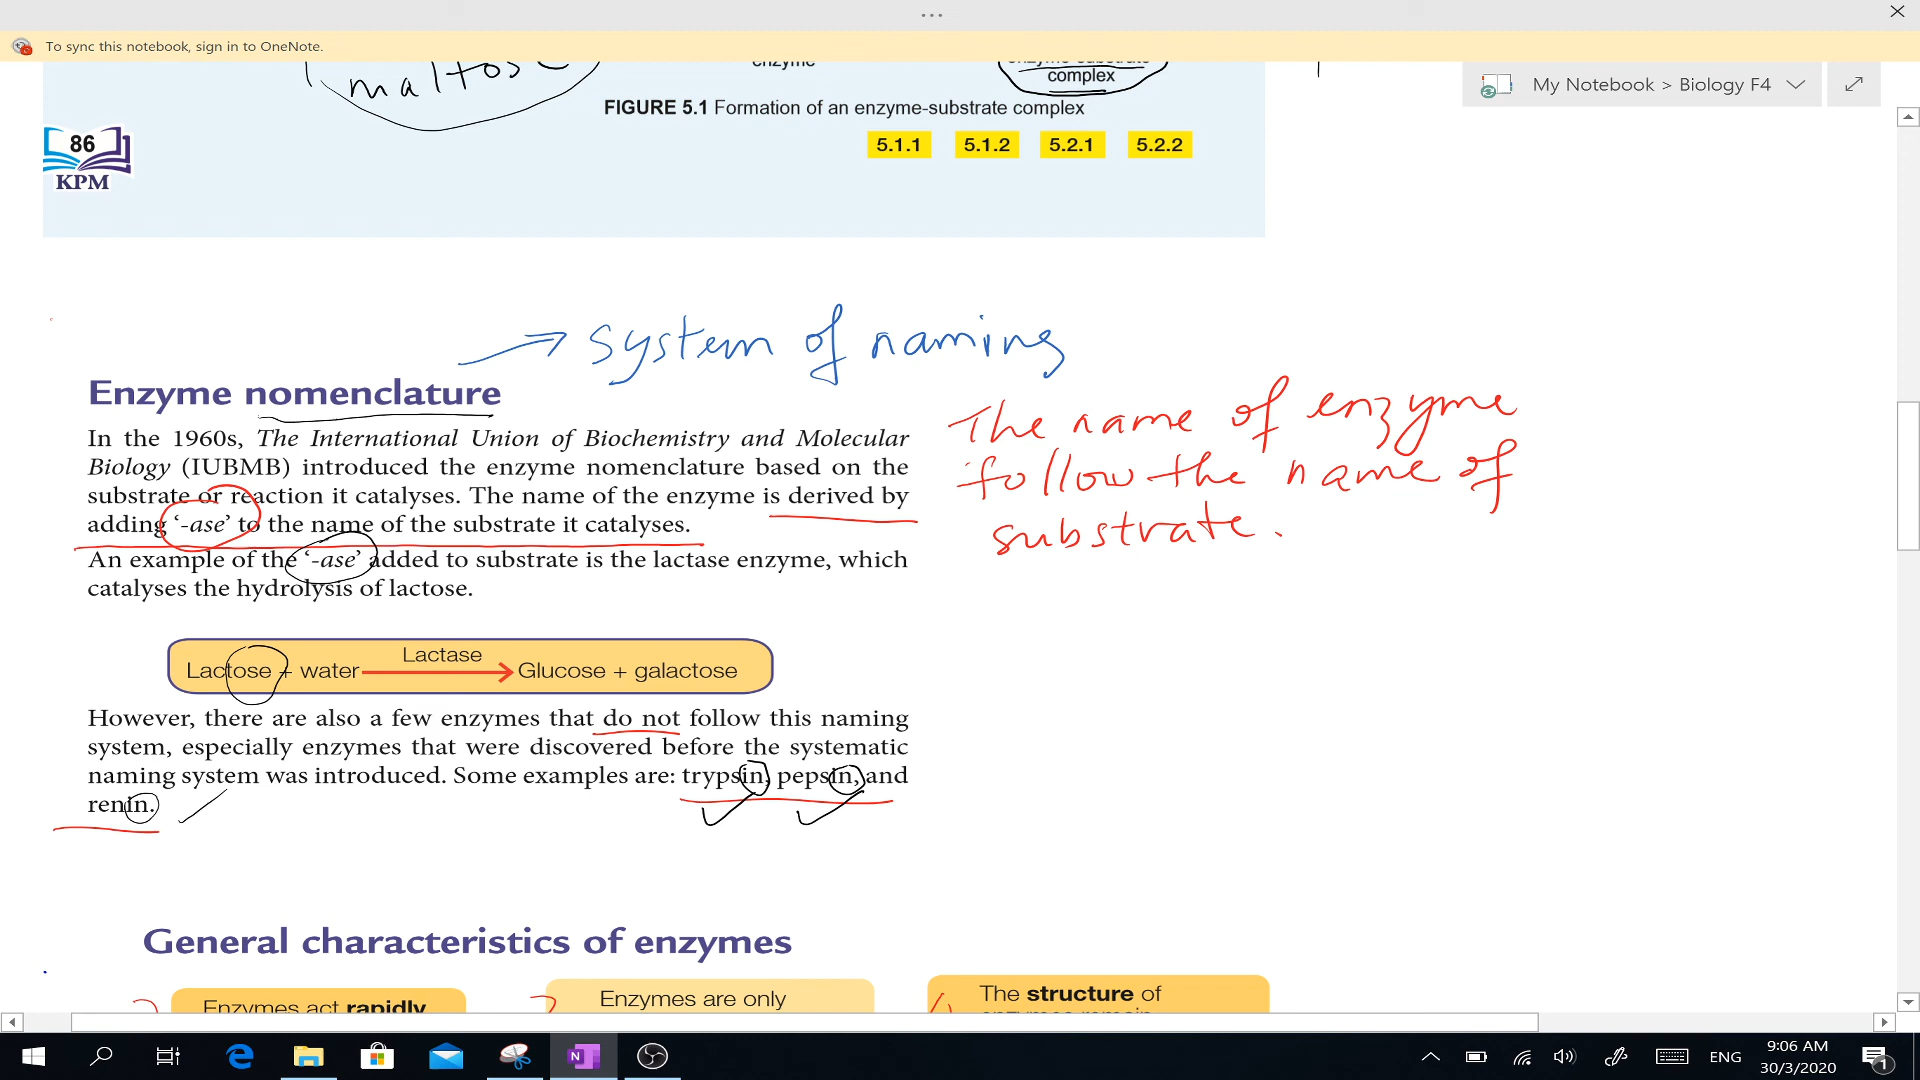 To sync this notebook, sign in to OneNote.
My Notebook > Biology F4
maltose
enzyme
enzyme-substrate
complex
FIGURE 5.1 Formation of an enzyme-substrate complex
5.1.1 5.1.2 5.2.1 5.2.2
86
KPM
→ system of naming
Enzyme nomenclature
In the 1960s, The International Union of Biochemistry and Molecular
Biology (IUBMB) introduced the enzyme nomenclature based on the
substrate or reaction it catalyses. The name of the enzyme is derived by
adding ‘-ase’ to the name of the substrate it catalyses.
An example of the ‘-ase’ added to substrate is the lactase enzyme, which
catalyses the hydrolysis of lactose.
The name of enzyme
follow the name of
substrate.
Lactase
Lactose + water → Glucose + galactose
However, there are also a few enzymes that do not follow this naming
system, especially enzymes that were discovered before the systematic
naming system was introduced. Some examples are: trypsin, pepsin, and
renin.
General characteristics of enzymes
Enzymes act rapidly
Enzymes are only
The structure of
enzymes remain
ENG
9:06 AM
30/3/2020
1